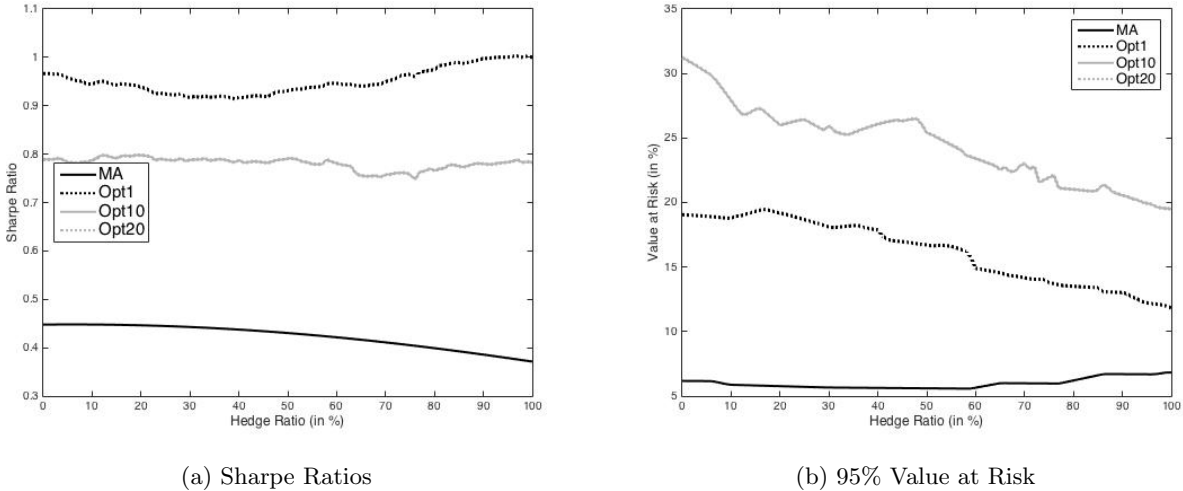 1.1
1
0.9
0.8
0.7
0.6
0.5
0.4
0.3
Sharpe Ratio
MA
Opt1
Opt10
Opt20
0 10 20 30 40 50 60 70 80 90 100
Hedge Ratio (in %)
(a) Sharpe Ratios
35
30
25
20
15
10
5
Value at Risk (in %)
MA
Opt1
Opt10
Opt20
0 10 20 30 40 50 60 70 80 90 100
Hedge Ratio (in %)
(b) 95% Value at Risk